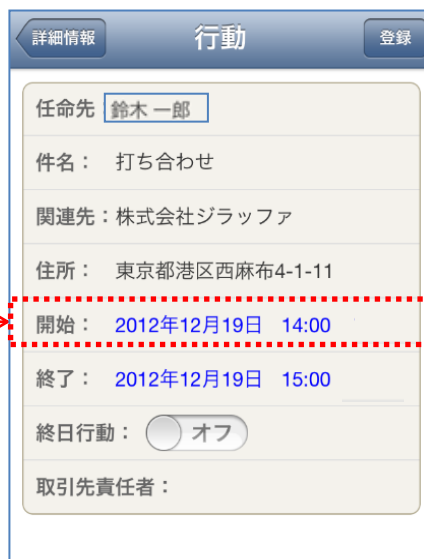 詳細情報 行動 登録
任命先 鈴木 一郎
件名： 打ち合わせ
関連先：株式会社ジラッファ
住所： 東京都港区西麻布4-1-11
開始： 2012年12月19日 14:00
終了： 2012年12月19日 15:00
終日行動： オフ
取引先責任者：